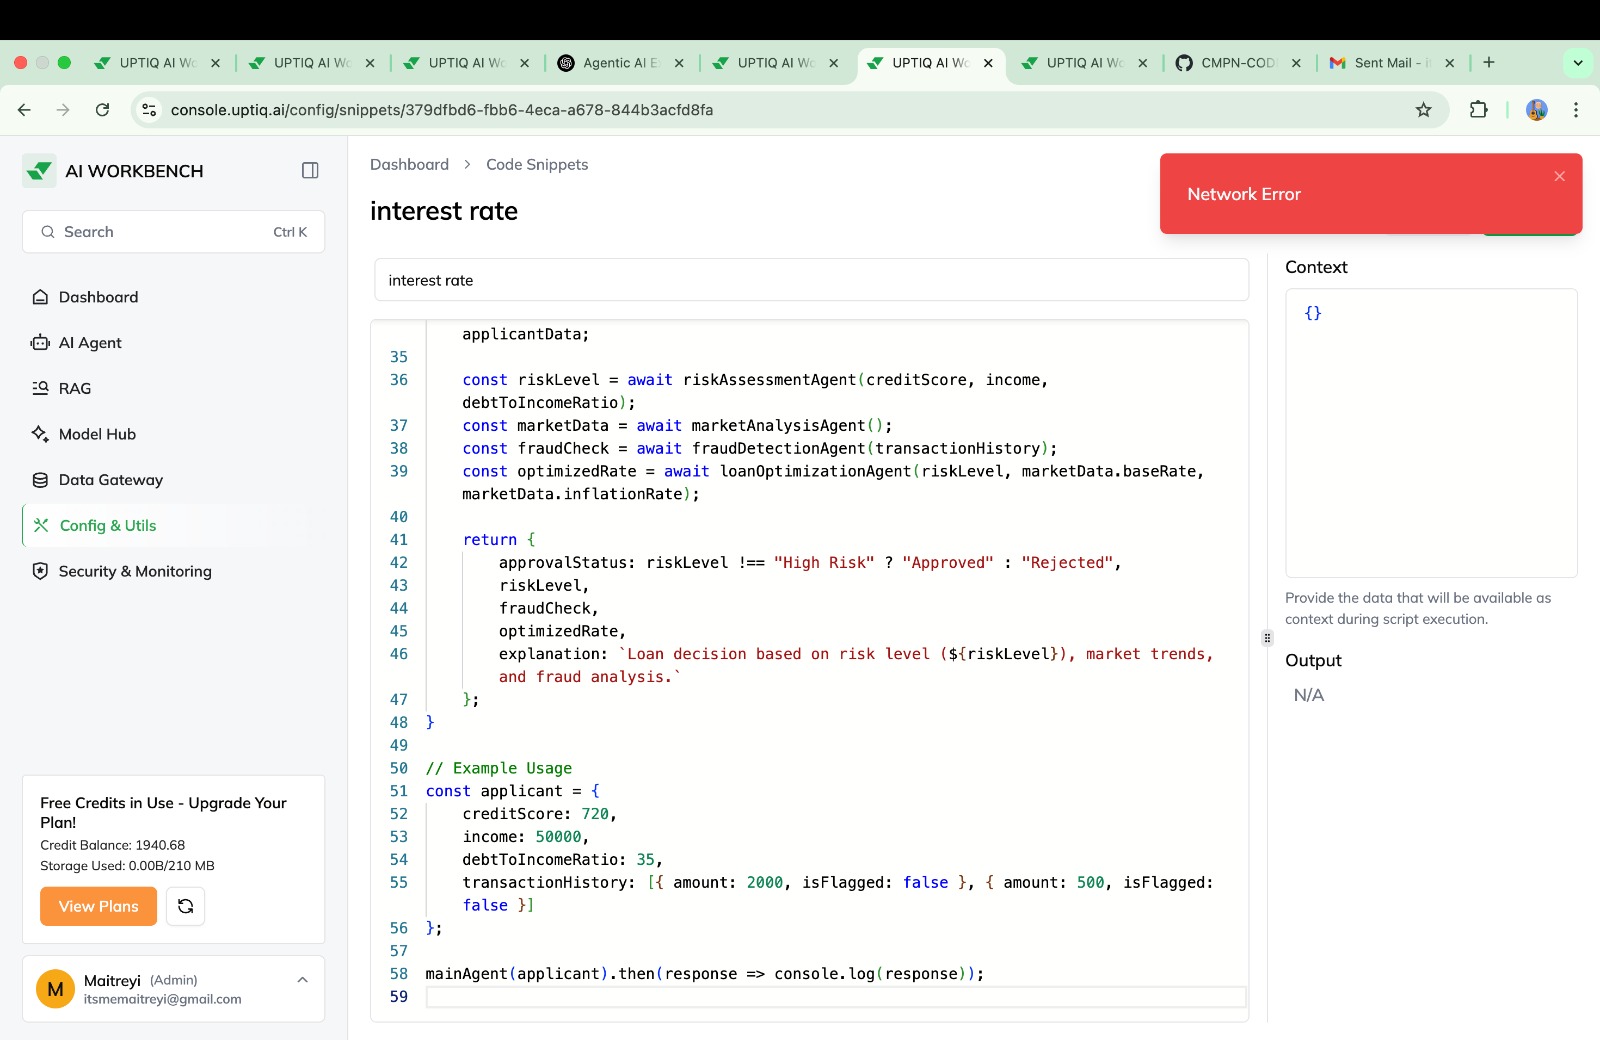 UPTIQ AI Wo
UPTIQ AI Wo
UPTIQ AI Wo
Agentic AI E
UPTIQ AI Wo
UPTIQ AI Wo
UPTIQ AI Wo
CMPN-COD
Sent Mail - i
console.uptiq.ai/config/snippets/379dfbd6-fbb6-4eca-a678-844b3acfd8fa
AI WORKBENCH
Search
Ctrl K
Dashboard
AI Agent
RAG
Model Hub
Data Gateway
Config & Utils
Security & Monitoring
Free Credits in Use - Upgrade Your
Plan!
Credit Balance: 1940.68
Storage Used: 0.00B/210 MB
View Plans
M
Maitreyi (Admin)
itsmemaitreyi@gmail.com
Dashboard > Code Snippets
interest rate
Network Error
interest rate
applicantData;
35
36 const riskLevel = await riskAssessmentAgent(creditScore, income,
debtToIncomeRatio);
37 const marketData = await marketAnalysisAgent();
38 const fraudCheck = await fraudDetectionAgent(transactionHistory);
39 const optimizedRate = await loanOptimizationAgent(riskLevel, marketData.baseRate,
marketData.inflationRate);
40
41 return {
42 approvalStatus: riskLevel !== "High Risk" ? "Approved" : "Rejected",
43 riskLevel,
44 fraudCheck,
45 optimizedRate,
46 explanation: `Loan decision based on risk level (${riskLevel}), market trends,
and fraud analysis.`
47 };
48 }
49
50 // Example Usage
51 const applicant = {
52 creditScore: 720,
53 income: 50000,
54 debtToIncomeRatio: 35,
55 transactionHistory: [{ amount: 2000, isFlagged: false }, { amount: 500, isFlagged:
false }]
56 };
57
58 mainAgent(applicant).then(response => console.log(response));
59
Context
{}
Provide the data that will be available as
context during script execution.
Output
N/A